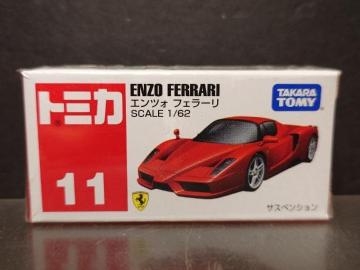 トミカ
11
ENZO FERRARI
エンツォ フェラーリ
SCALE 1/62
TAKARA
TOMY
サスペンション